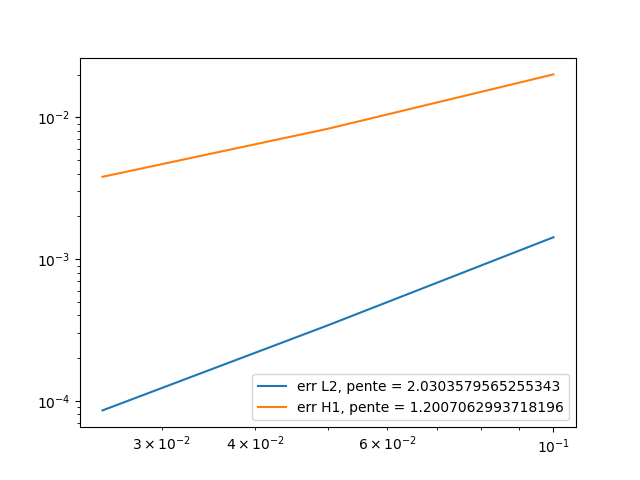 10⁻²
10⁻³
10⁻⁴
3 × 10⁻²
4 × 10⁻²
6 × 10⁻²
10⁻¹
err L2, pente = 2.0303579565255343
err H1, pente = 1.2007062993718196